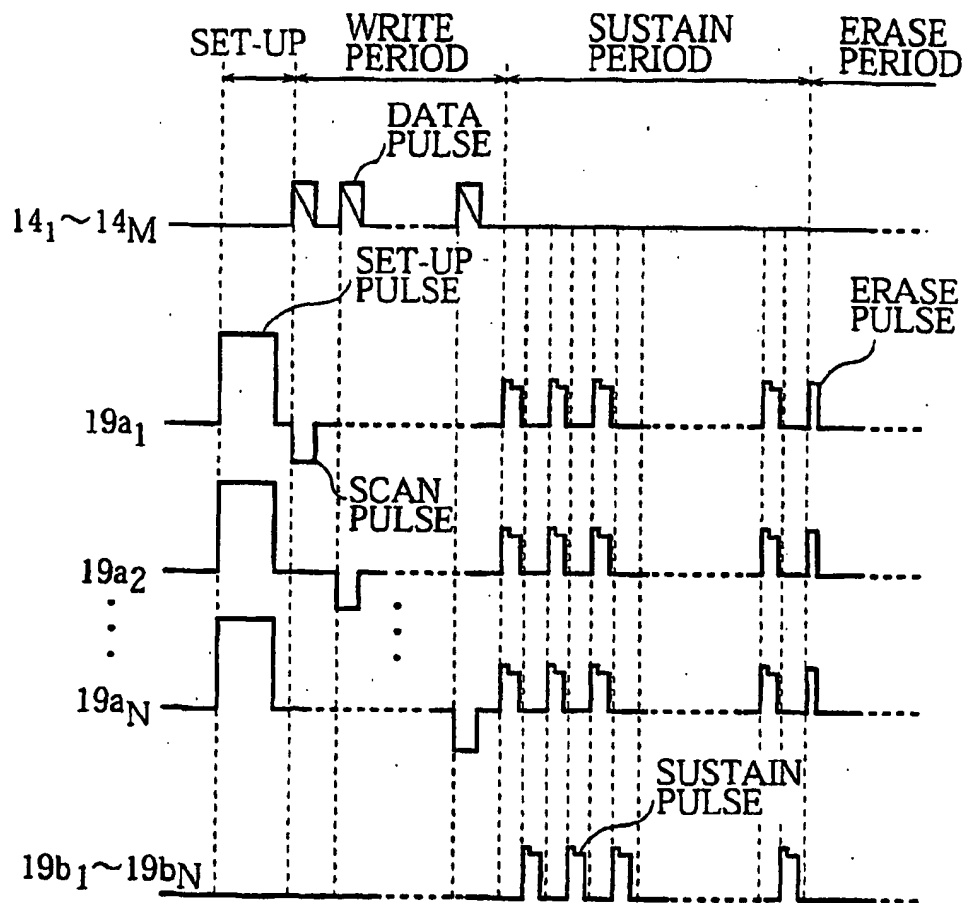 SET-UP
WRITE
PERIOD
SUSTAIN
PERIOD
ERASE
PERIOD
DATA
PULSE
14₁~14M
SET-UP
PULSE
ERASE
PULSE
19a₁
SCAN
PULSE
19a₂
19aN
SUSTAIN
PULSE
19b₁~19bN